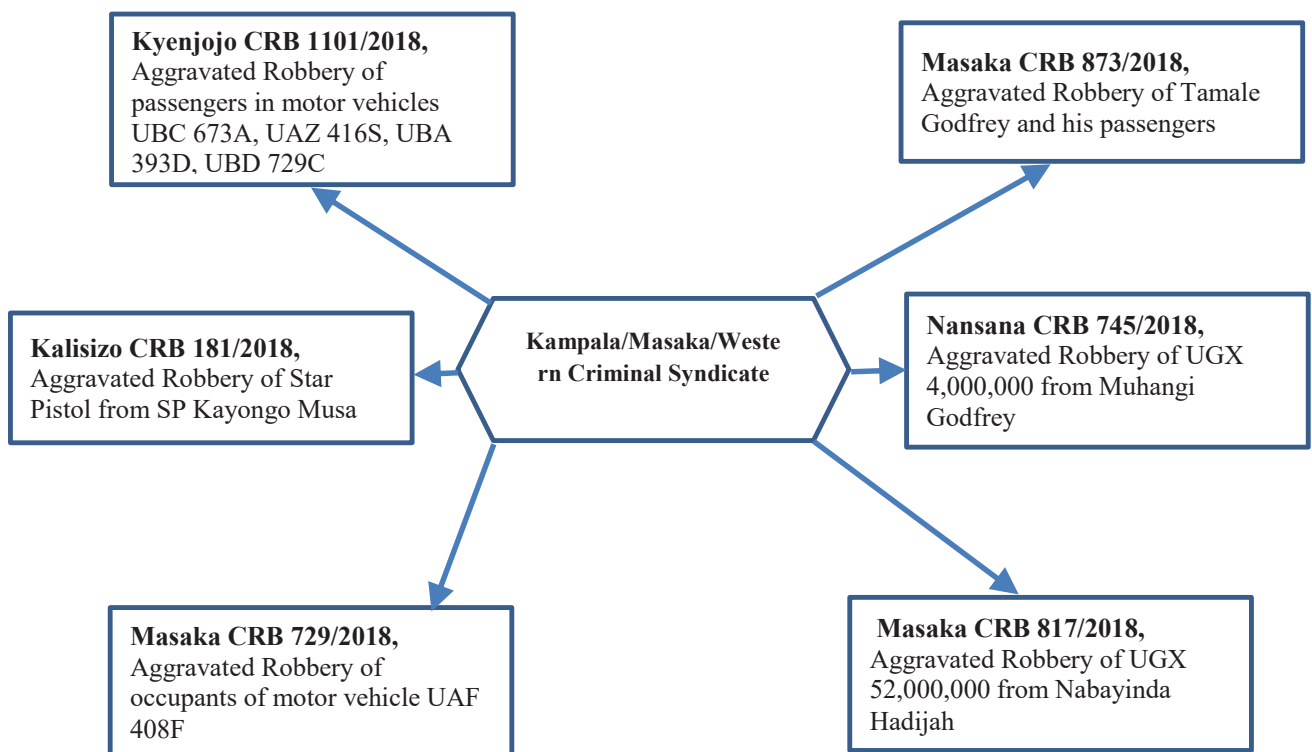 Kyenjojo CRB 1101/2018,
Aggravated Robbery of
passengers in motor vehicles
UBC 673A, UAZ 416S, UBA
393D, UBD 729C
Masaka CRB 873/2018,
Aggravated Robbery of Tamale
Godfrey and his passengers
Kalisizo CRB 181/2018,
Aggravated Robbery of Star
Pistol from SP Kayongo Musa
Kampala/Masaka/Weste
rn Criminal Syndicate
Nansana CRB 745/2018,
Aggravated Robbery of UGX
4,000,000 from Muhangi
Godfrey
Masaka CRB 729/2018,
Aggravated Robbery of
occupants of motor vehicle UAF
408F
Masaka CRB 817/2018,
Aggravated Robbery of UGX
52,000,000 from Nabayinda
Hadijah